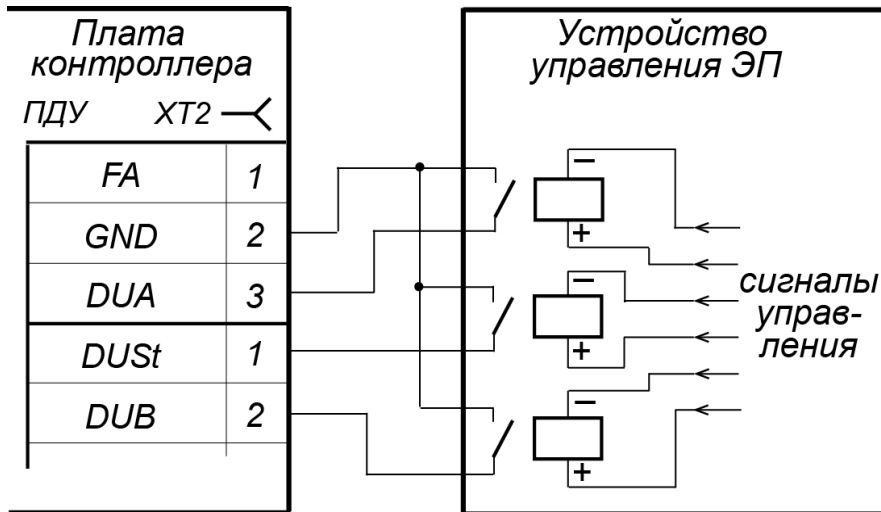 Плата
контроллера
ПДУ XT2
FA 1
GND 2
DUA 3
DUSt 1
DUB 2
Устройство
управления ЭП
−
+
−
+
−
+
сигналы
управ-
ления